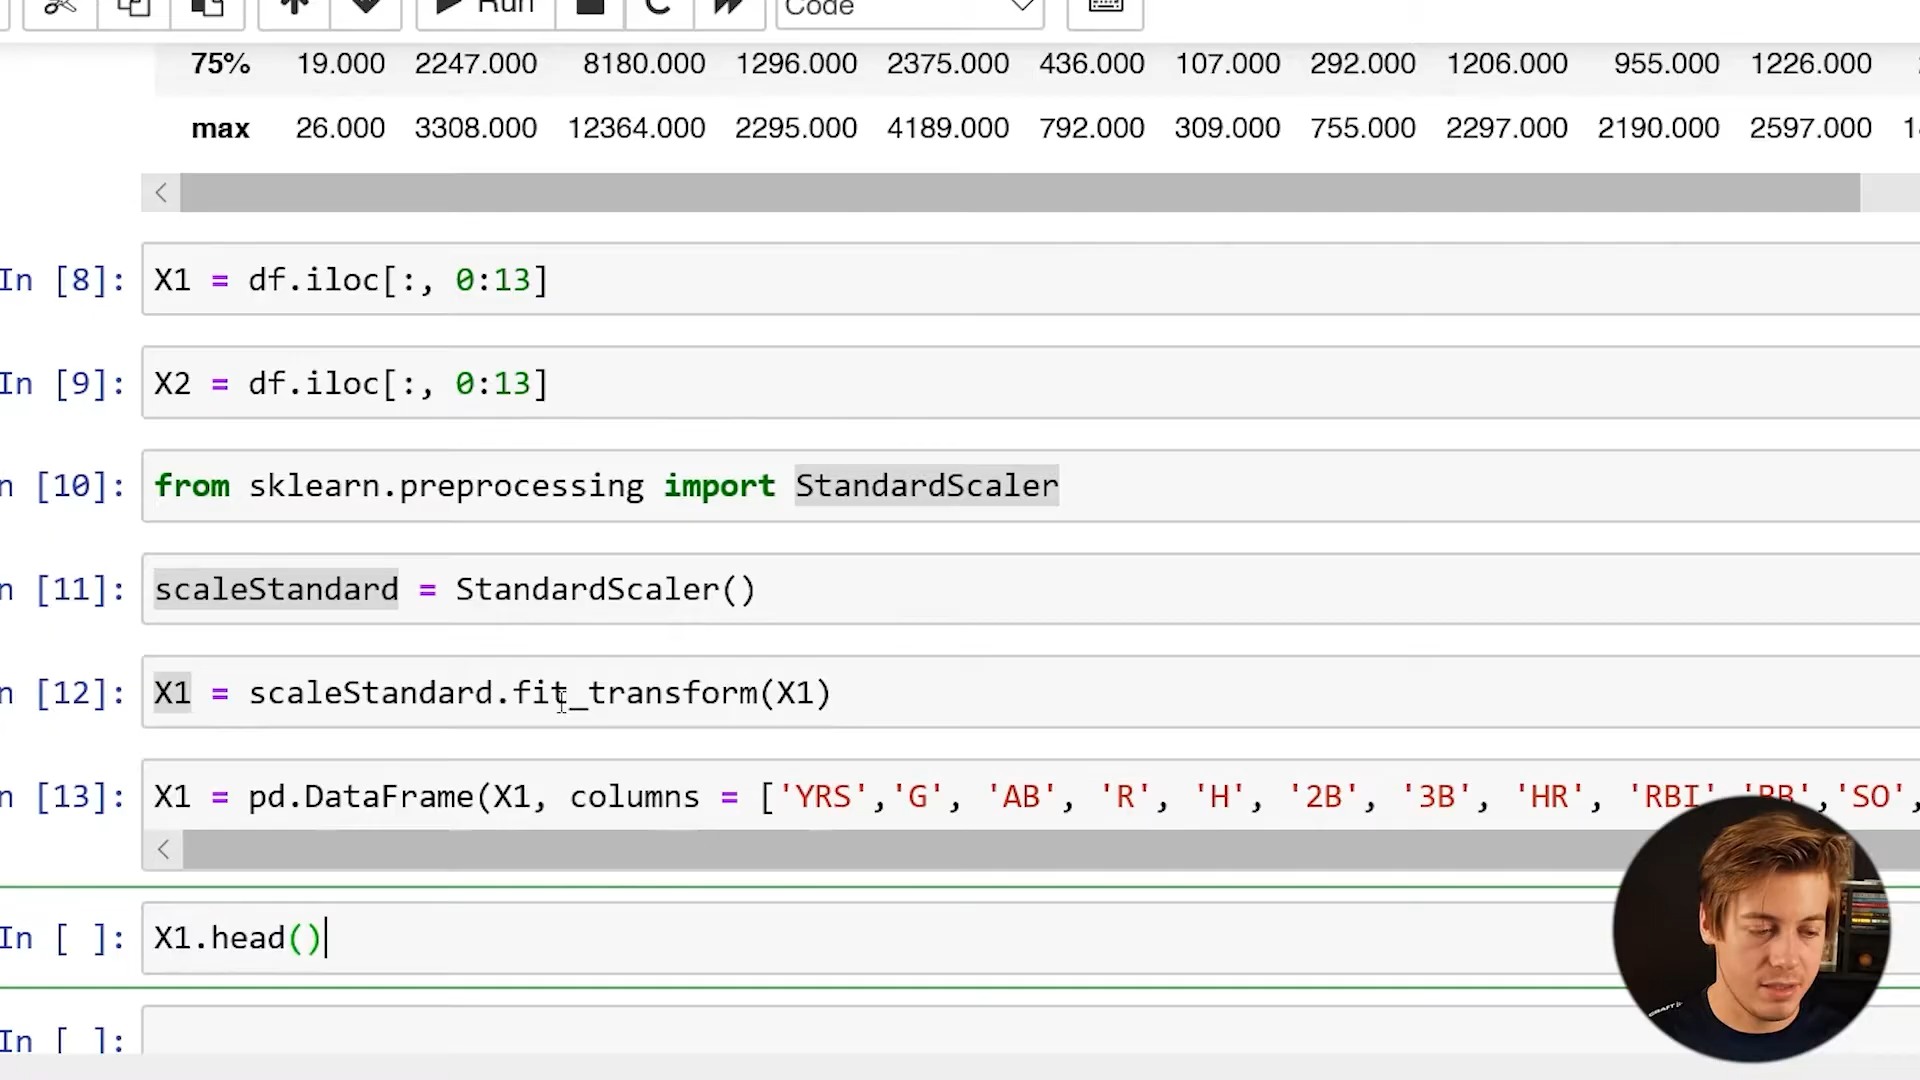 Run Code
75% 19.000 2247.000 8180.000 1296.000 2375.000 436.000 107.000 292.000 1206.000 955.000 1226.000
max 26.000 3308.000 12364.000 2295.000 4189.000 792.000 309.000 755.000 2297.000 2190.000 2597.000
In [8]: X1 = df.iloc[:, 0:13]
In [9]: X2 = df.iloc[:, 0:13]
n [10]: from sklearn.preprocessing import StandardScaler
n [11]: scaleStandard = StandardScaler()
n [12]: X1 = scaleStandard.fit_transform(X1)
n [13]: X1 = pd.DataFrame(X1, columns = ['YRS','G', 'AB', 'R', 'H', '2B', '3B', 'HR', 'RBI','BB','SO',
In [ ]: X1.head()
In [ ]: